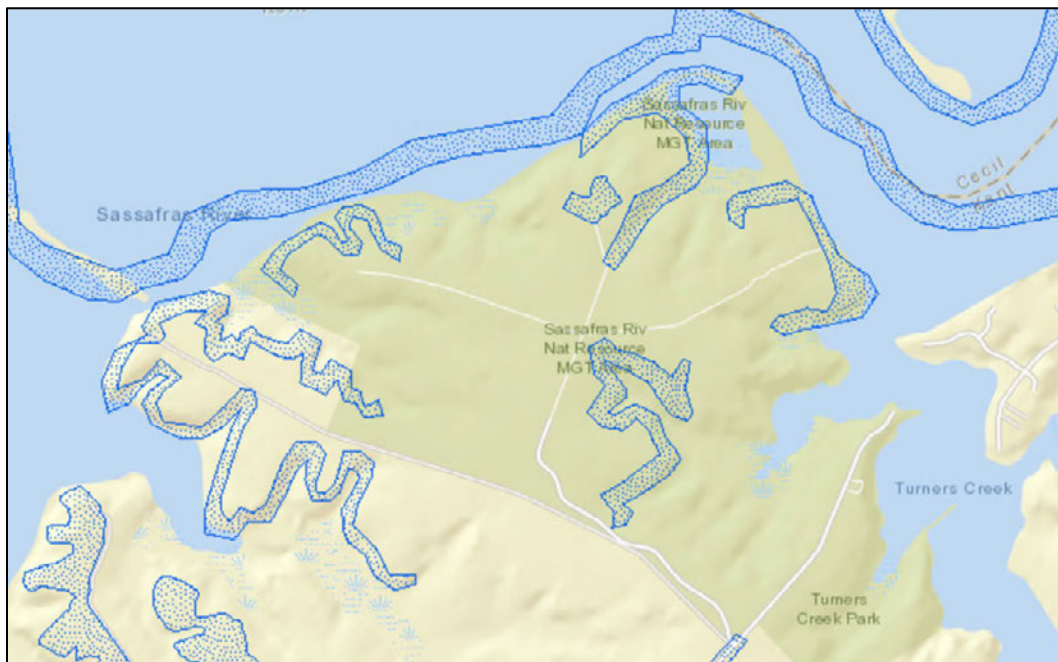 Sassafras Riv
Nat Resource
MGT Area
Cecil
Kent
Sassafras River
Sassafras Riv
Nat Resource
MGT Area
Turners Creek
Turners
Creek Park